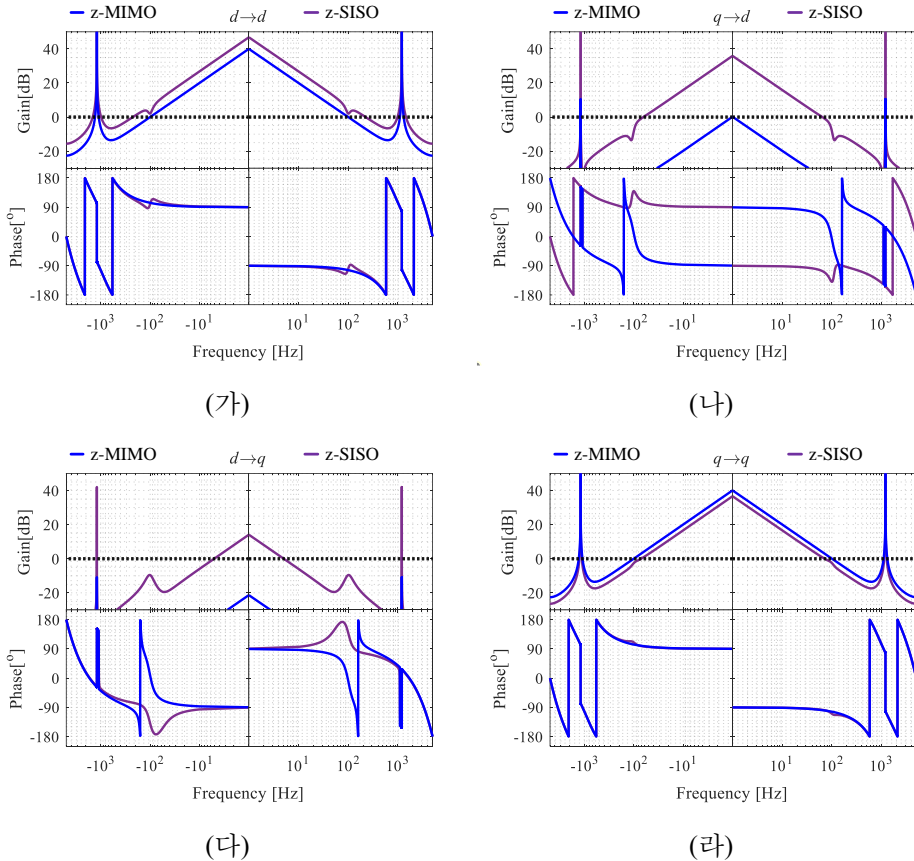 z-MIMO d→d z-SISO
Gain[dB]
40
20
0
-20
Phase[°]
180
90
0
-90
-180
-10³ -10² -10¹ 10¹ 10² 10³
Frequency [Hz]
(가)
z-MIMO q→d z-SISO
Gain[dB]
40
20
0
-20
Phase[°]
180
90
0
-90
-180
-10³ -10² -10¹ 10¹ 10² 10³
Frequency [Hz]
(나)
z-MIMO d→q z-SISO
Gain[dB]
40
20
0
-20
Phase[°]
180
90
0
-90
-180
-10³ -10² -10¹ 10¹ 10² 10³
Frequency [Hz]
(다)
z-MIMO q→q z-SISO
Gain[dB]
40
20
0
-20
Phase[°]
180
90
0
-90
-180
-10³ -10² -10¹ 10¹ 10² 10³
Frequency [Hz]
(라)